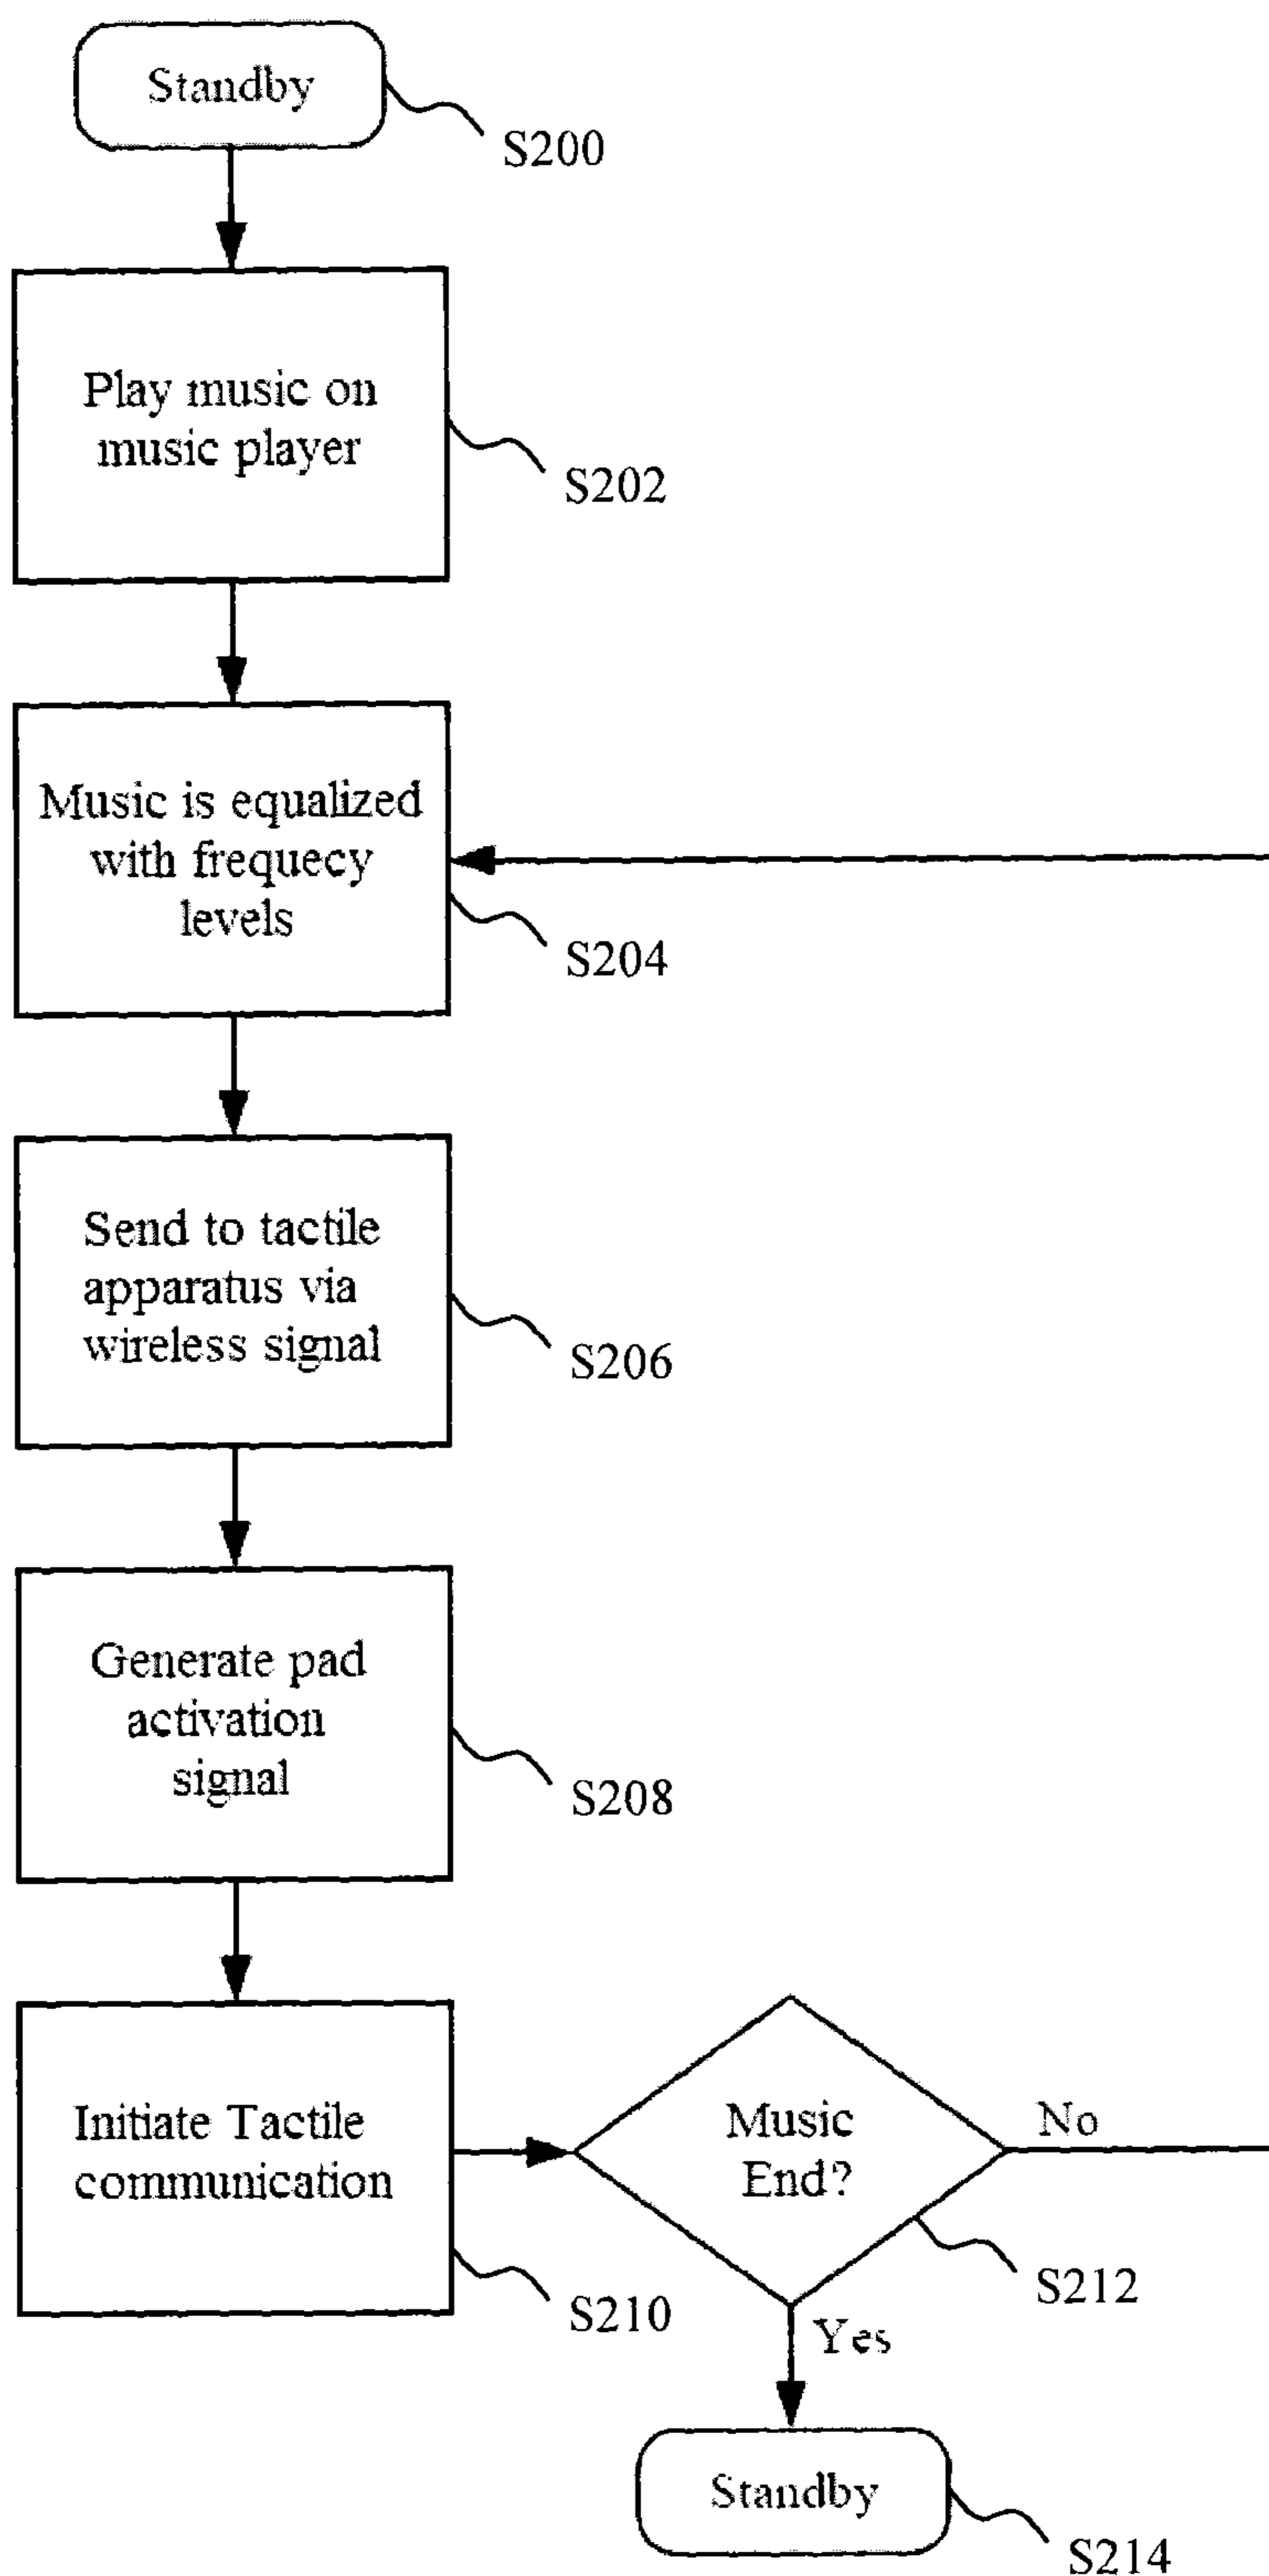 Standby
S200
Play music on
music player
S202
Music is equalized
with frequecy
levels
S204
Send to tactile
apparatus via
wireless signal
S206
Generate pad
activation
signal
S208
Initiate Tactile
communication
S210
Music
End?
No
S212
Yes
Standby
S214